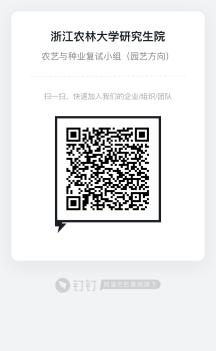 浙江农林大学研究生院
农艺与种业复试小组（园艺方向）
扫一扫，快速加入我们的企业/组织/团队
钉钉